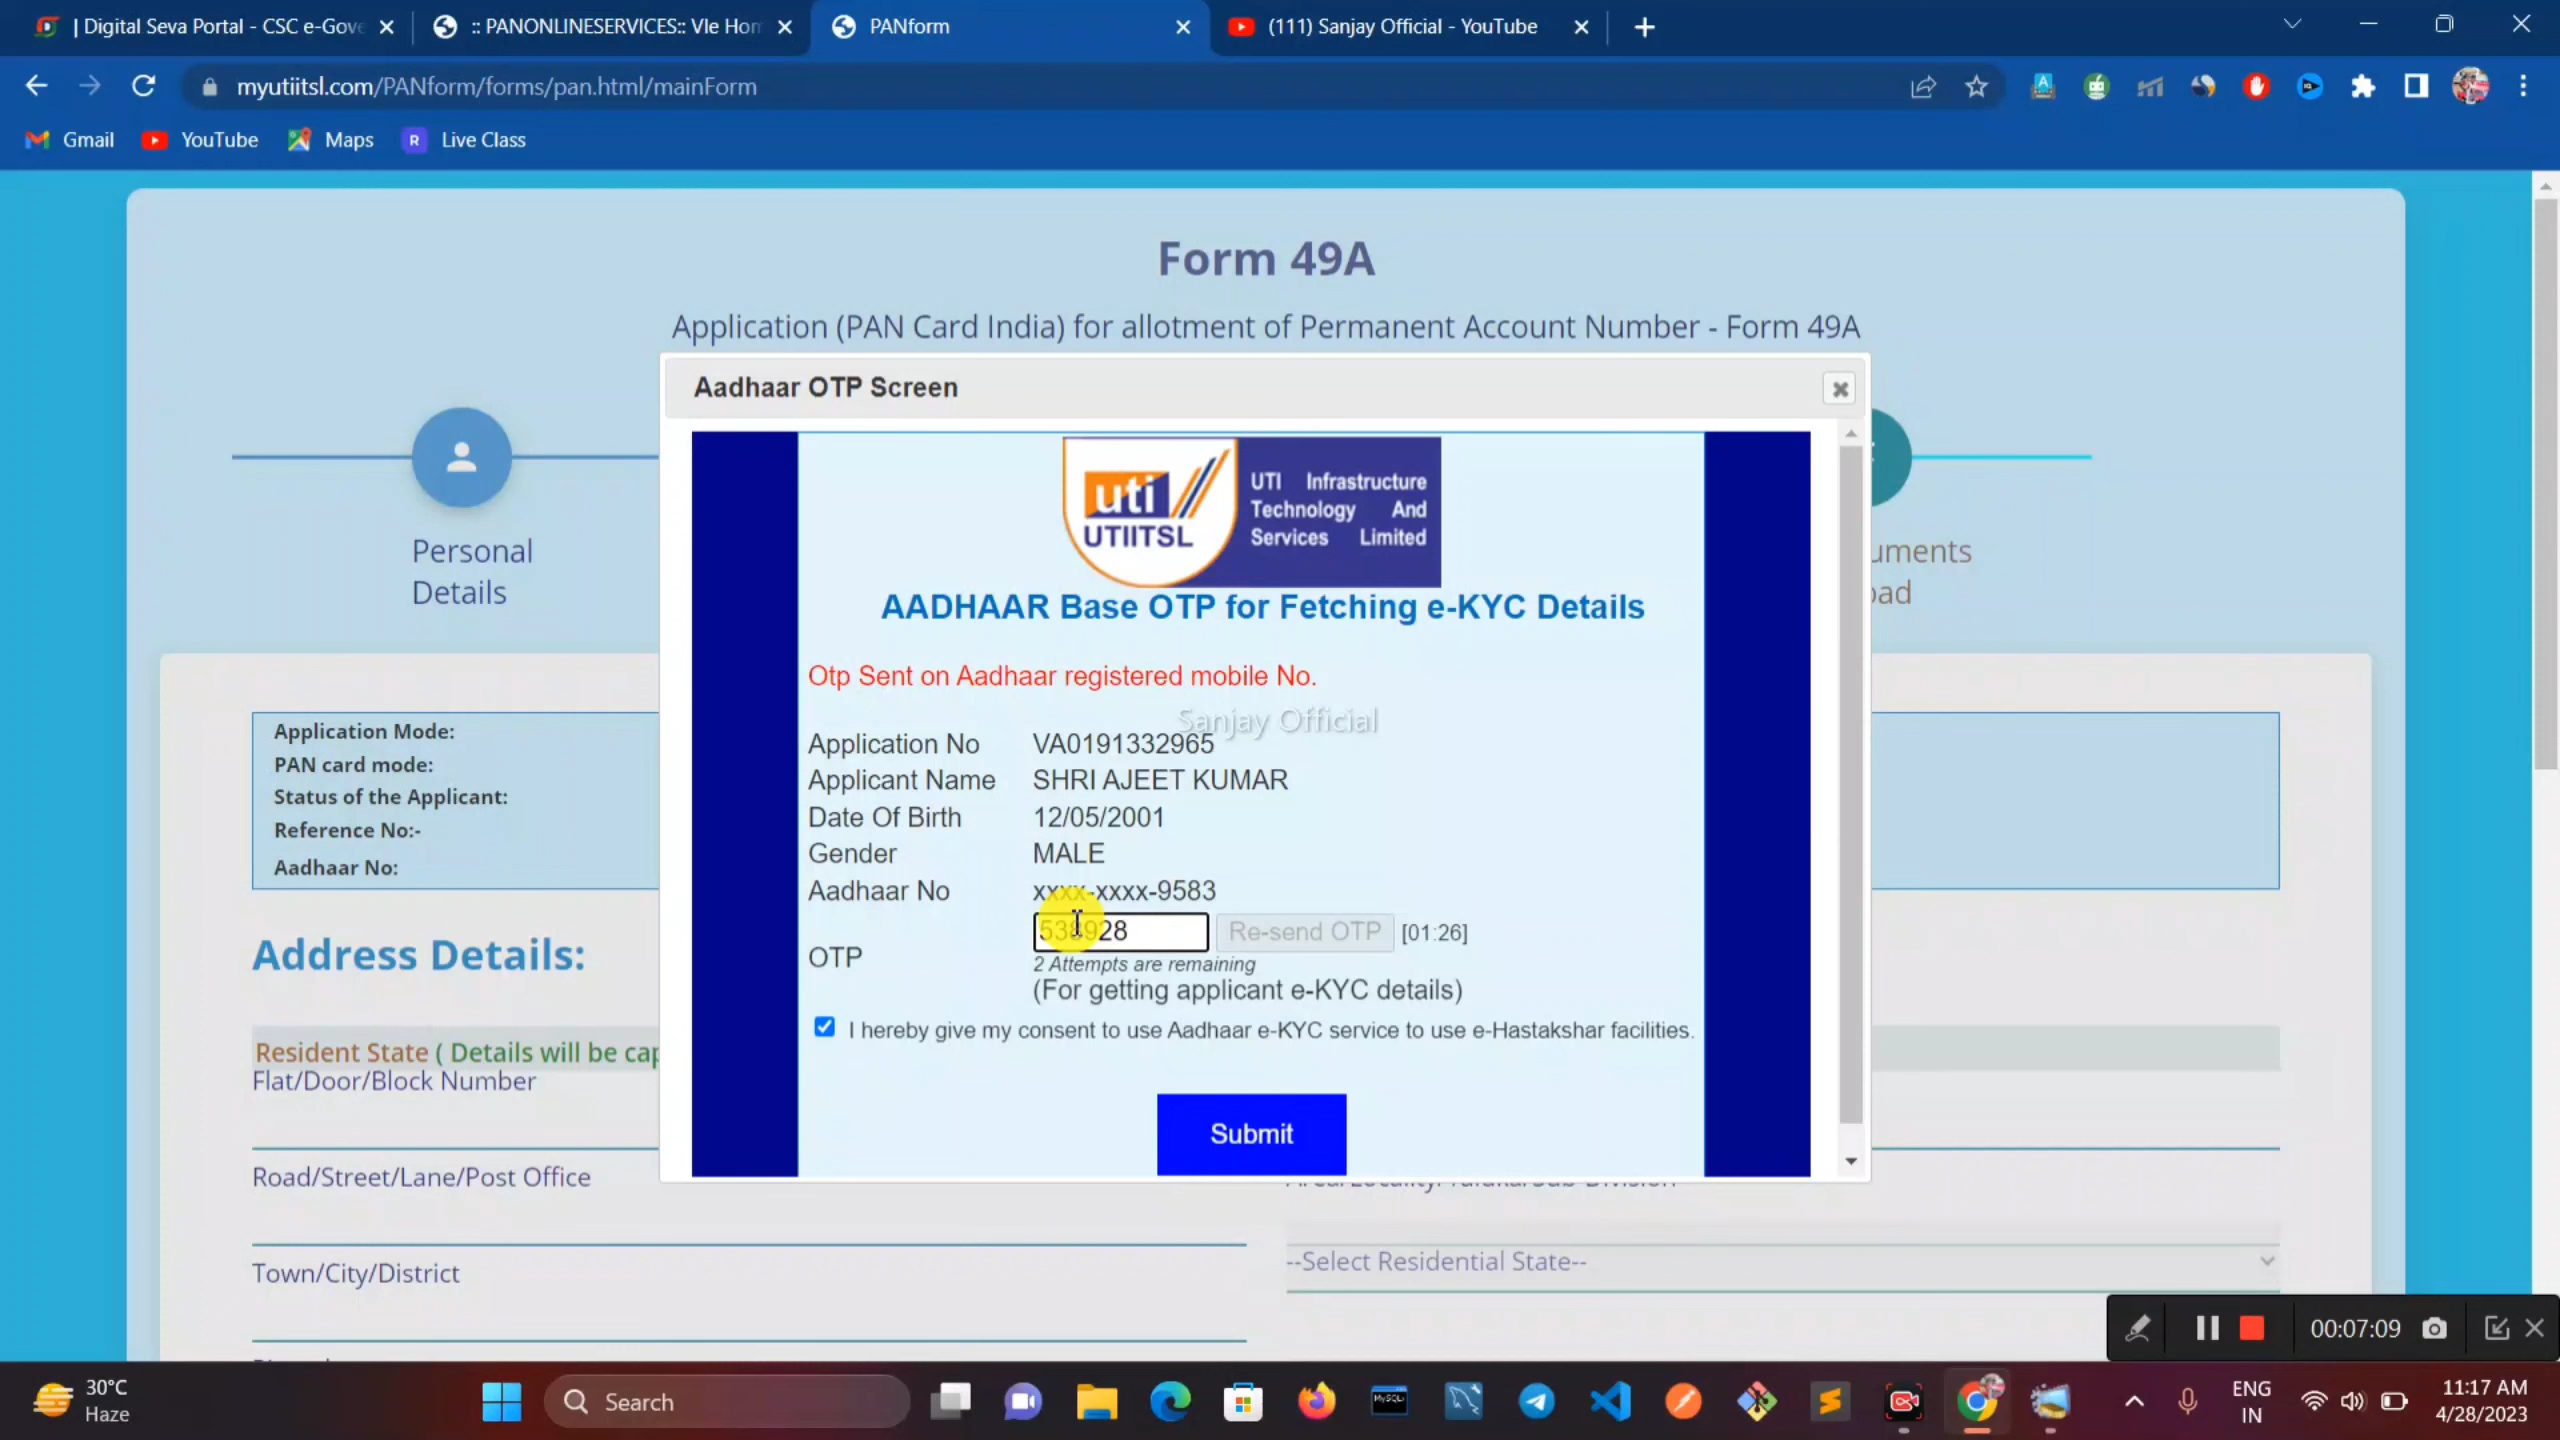 | Digital Seva Portal - CSC e-Gove
:: PANONLINESERVICES:: Vle Hom
PANform
(111) Sanjay Official - YouTube
myutiitsl.com/PANform/forms/pan.html/mainForm
Gmail
YouTube
Maps
R Live Class
Form 49A
Application (PAN Card India) for allotment of Permanent Account Number - Form 49A
Aadhaar OTP Screen
Personal
Details
uments
oad
uti
UTIITSL
UTI Infrastructure
Technology And
Services Limited
AADHAAR Base OTP for Fetching e-KYC Details
Otp Sent on Aadhaar registered mobile No.
Sanjay Official
Application No VA0191332965
Applicant Name SHRI AJEET KUMAR
Date Of Birth 12/05/2001
Gender MALE
Aadhaar No xxxx-xxxx-9583
OTP
538928 Re-send OTP [01:26]
2 Attempts are remaining
(For getting applicant e-KYC details)
I hereby give my consent to use Aadhaar e-KYC service to use e-Hastakshar facilities.
Submit
Application Mode:
PAN card mode:
Status of the Applicant:
Reference No:-
Aadhaar No:
Address Details:
Resident State ( Details will be cap
Flat/Door/Block Number
Road/Street/Lane/Post Office
Town/City/District
--Select Residential State--
00:07:09
30°C
Haze
Search
MySQL
ENG
IN
11:17 AM
4/28/2023